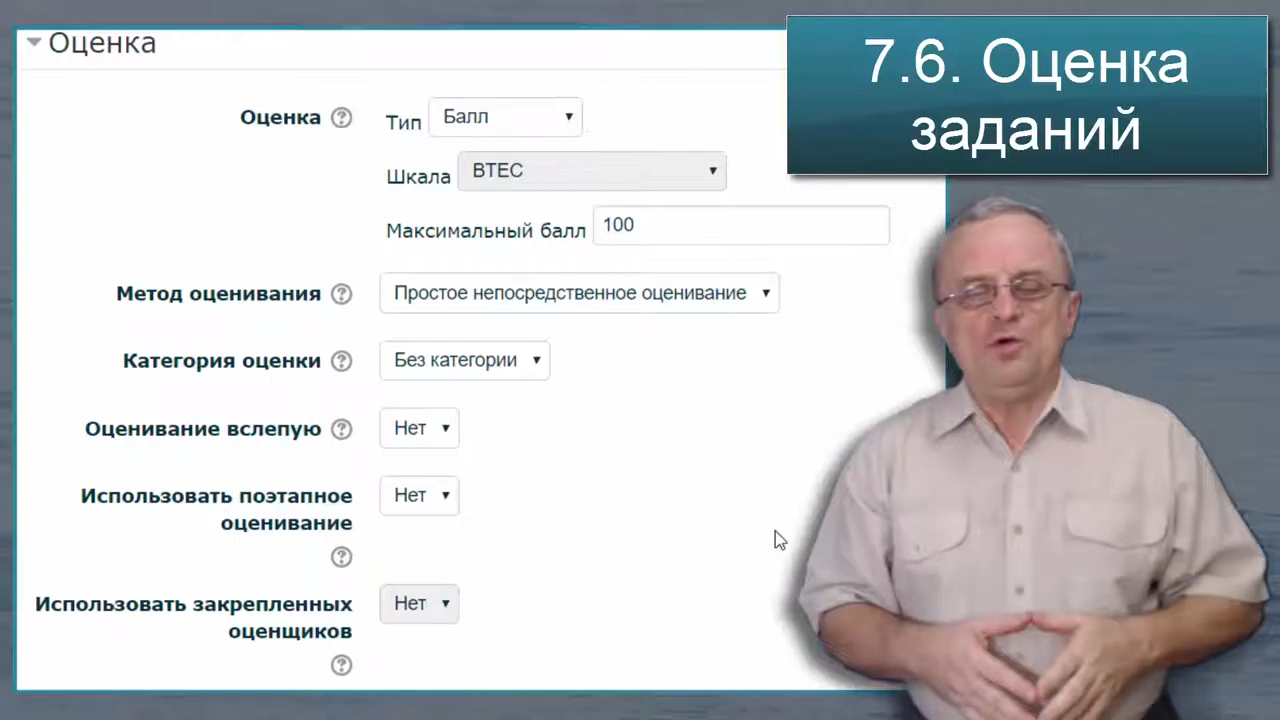 Оценка
7.6. Оценка
заданий
Оценка
Тип Балл
Шкала BTEC
Максимальный балл 100
Метод оценивания Простое непосредственное оценивание
Категория оценки Без категории
Оценивание вслепую Нет
Использовать поэтапное Нет
оценивание
Использовать закрепленных Нет
оценщиков